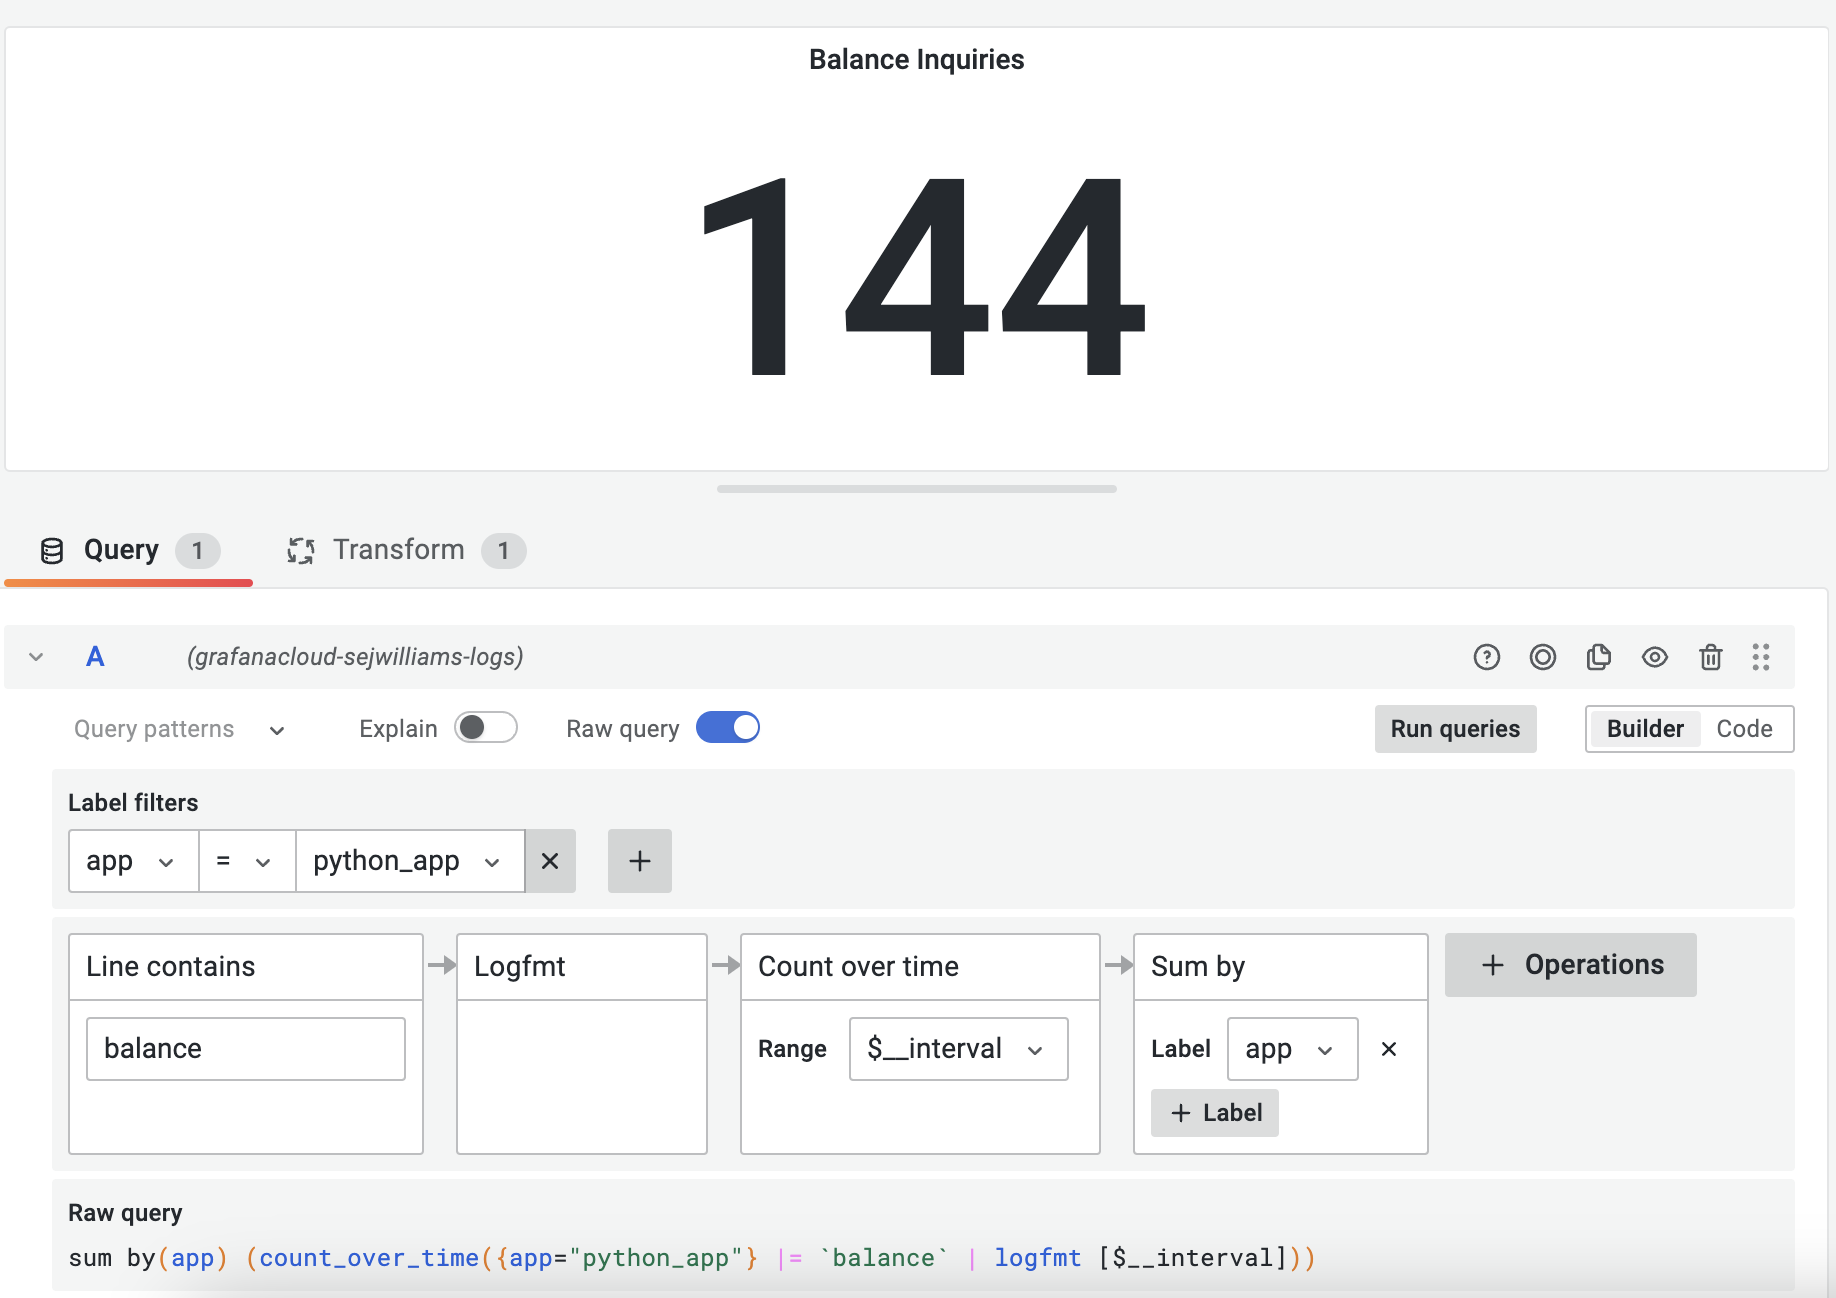 Balance Inquiries
144
Query 1 Transform 1
A (grafanacloud-sejwilliams-logs)
Query patterns Explain Raw query Run queries Builder Code
Label filters
app = python_app × +
Line contains Logfmt Count over time Sum by + Operations
balance Range $__interval Label app ×
+ Label
Raw query
sum by(app) (count_over_time({app="python_app"} |= `balance` | logfmt [$__interval]))